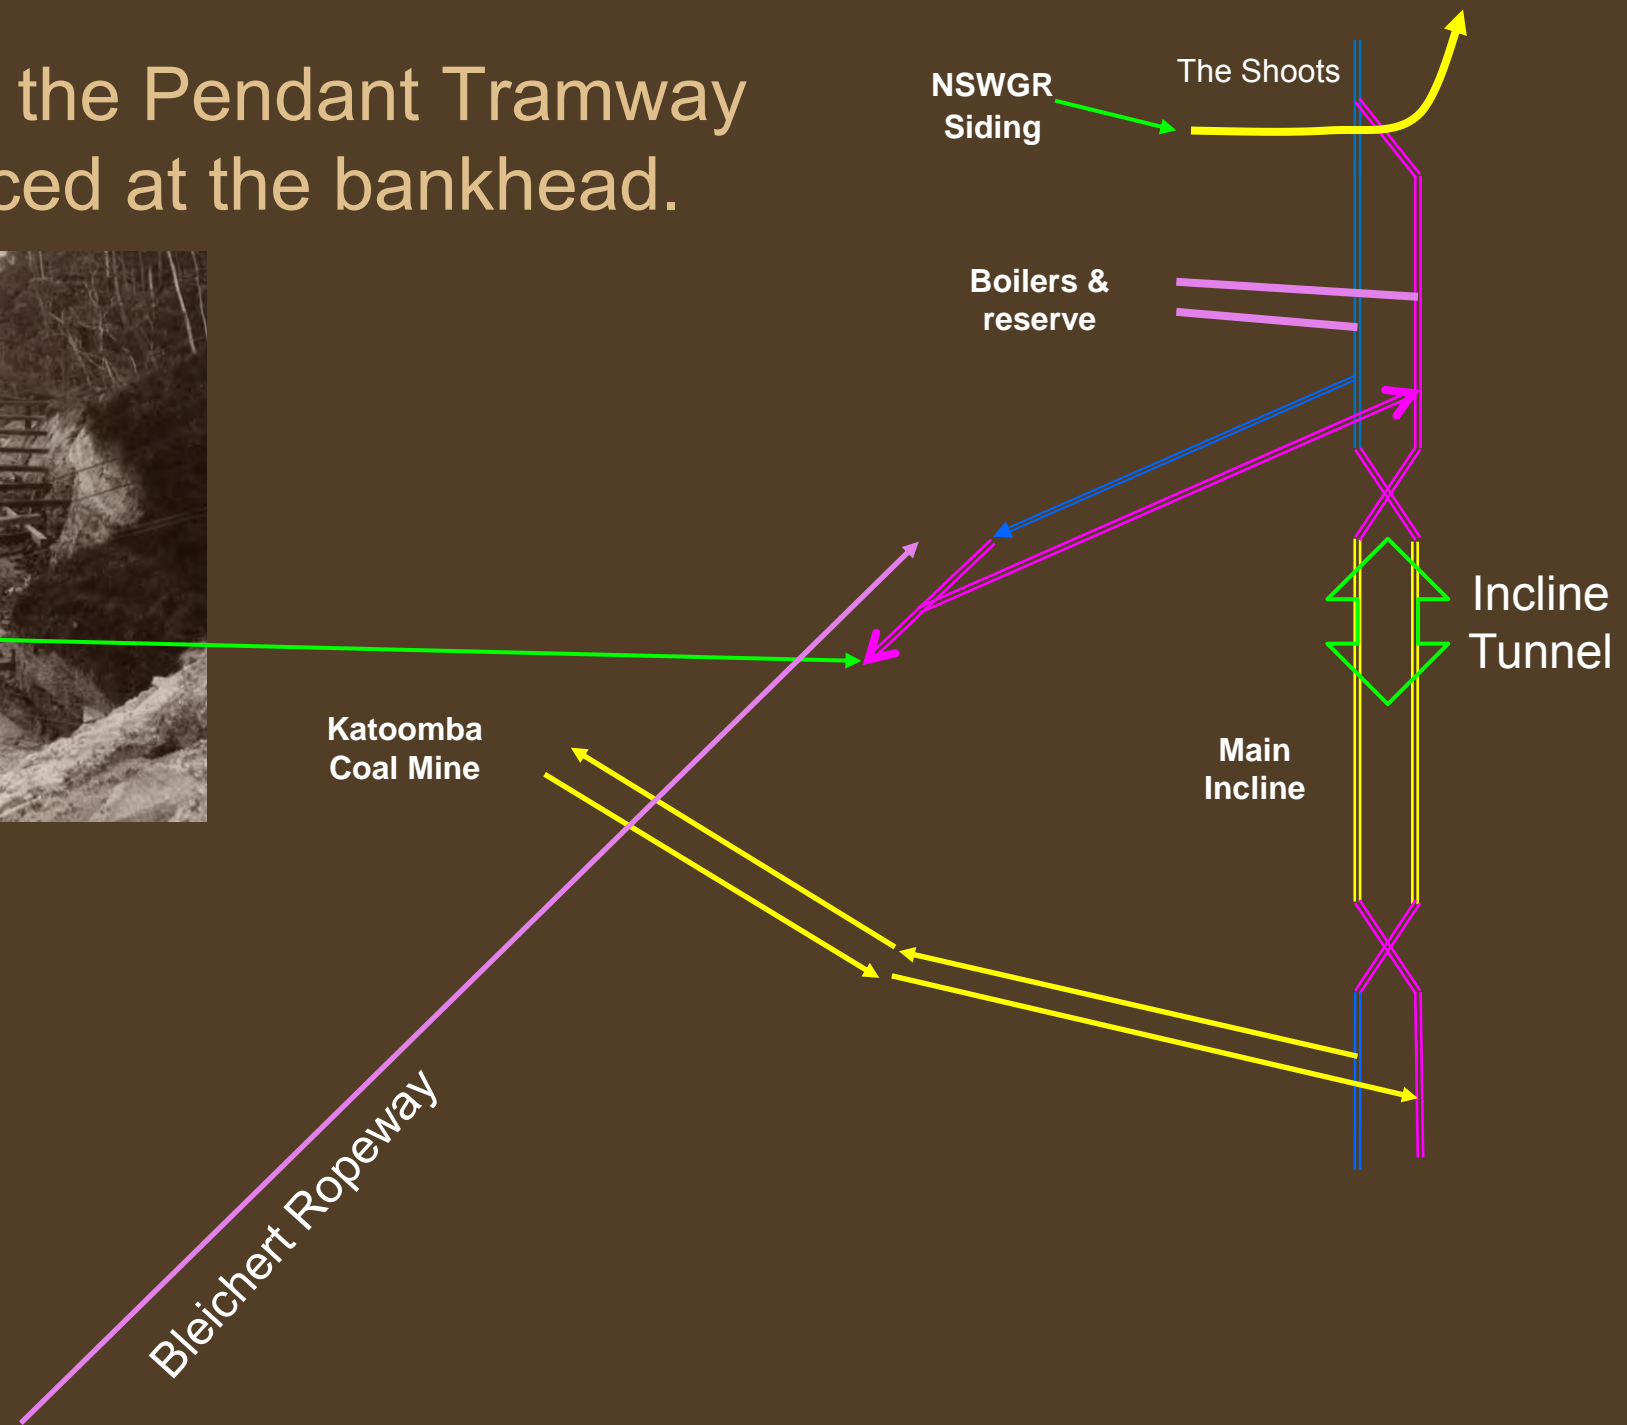 the Pendant Tramway
ced at the bankhead.
NSWGR
Siding
The Shoots
Boilers &
reserve
Incline
Tunnel
Katoomba
Coal Mine
Main
Incline
Bleichert Ropeway